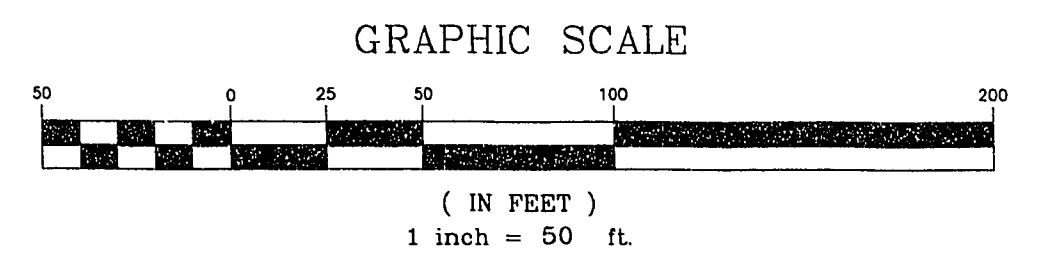 GRAPHIC SCALE
50 0 25 50 100 200
( IN FEET )
1 inch = 50 ft.